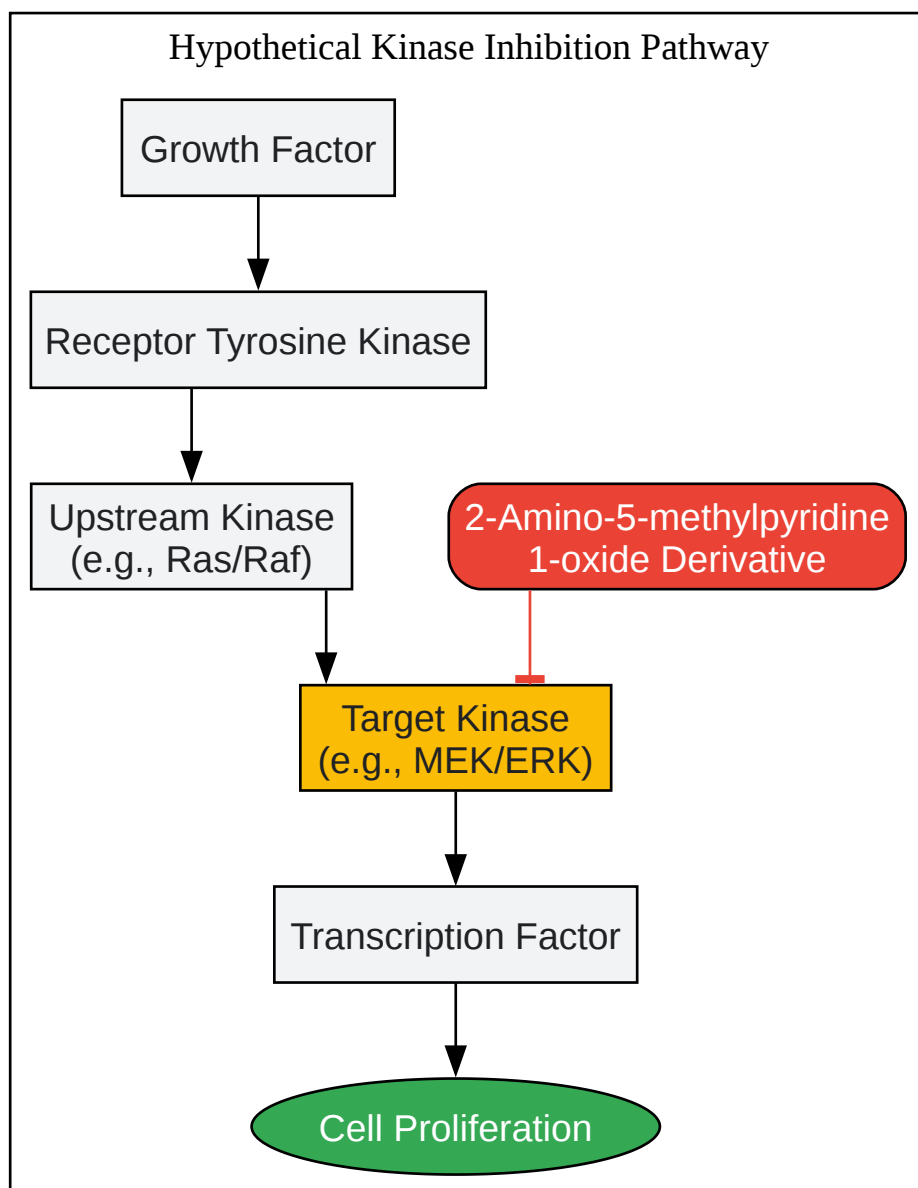 Hypothetical Kinase Inhibition Pathway
Growth Factor
Receptor Tyrosine Kinase
Upstream Kinase
(e.g., Ras/Raf)
2-Amino-5-methylpyridine
1-oxide Derivative
Target Kinase
(e.g., MEK/ERK)
Transcription Factor
Cell Proliferation